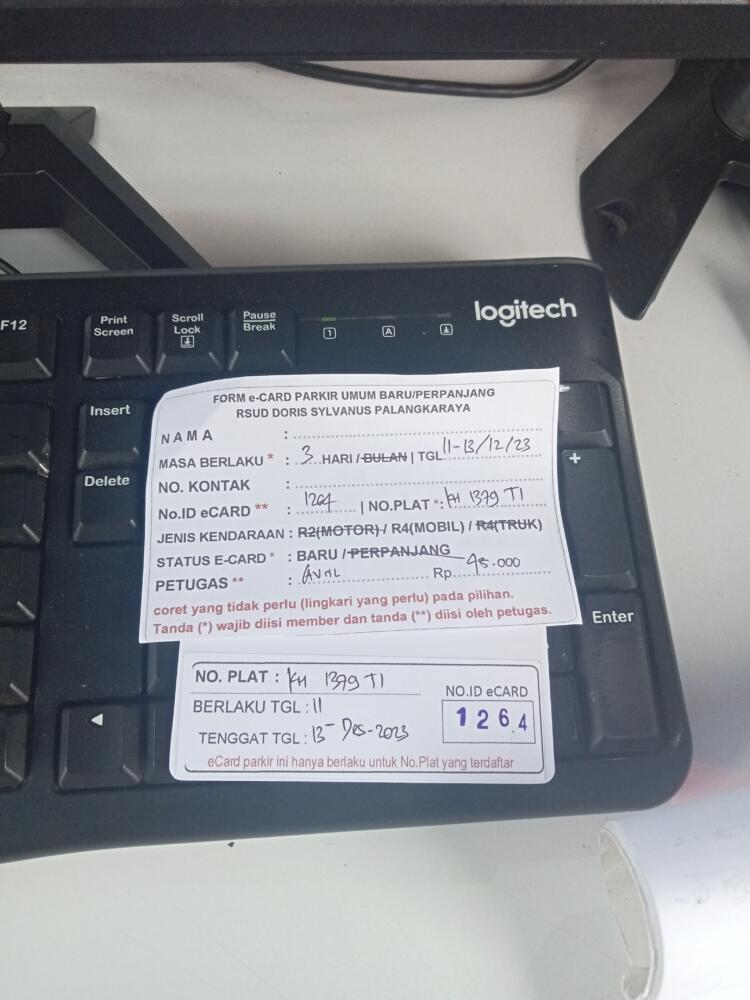 logitech
F12
Print Screen
Scroll Lock
Pause Break
1 A
Insert
Delete
+
Enter
FORM e-CARD PARKIR UMUM BARU/PERPANJANG
RSUD DORIS SYLVANUS PALANGKARAYA
NAMA :
MASA BERLAKU * : 3 HARI / BULAN | TGL 11-13/12/23
NO. KONTAK :
No.ID eCARD ** : 1264 | NO.PLAT * : KH 1379 TI
JENIS KENDARAAN : R2(MOTOR) / R4(MOBIL) / R4(TRUK)
STATUS E-CARD * : BARU / PERPANJANG
PETUGAS ** : Rp. 45.000
coret yang tidak perlu (lingkari yang perlu) pada pilihan.
Tanda (*) wajib diisi member dan tanda (**) diisi oleh petugas.
NO. PLAT : KH 1379 TI
BERLAKU TGL : 11
TENGGAT TGL : 13 - Des - 2023
NO.ID eCARD
1264
eCard parkir ini hanya berlaku untuk No.Plat yang terdaftar